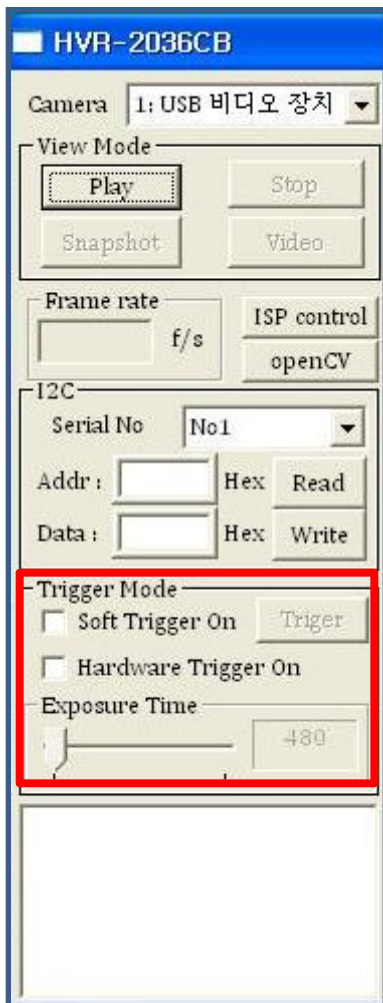 HVR-2036CB
Camera 1: USB 비디오 장치
View Mode
Play Stop
Snapshot Video
Frame rate
f/s ISP control
openCV
I2C
Serial No No1
Addr : Hex Read
Data : Hex Write
Trigger Mode
Soft Trigger On Triger
Hardware Trigger On
Exposure Time
480